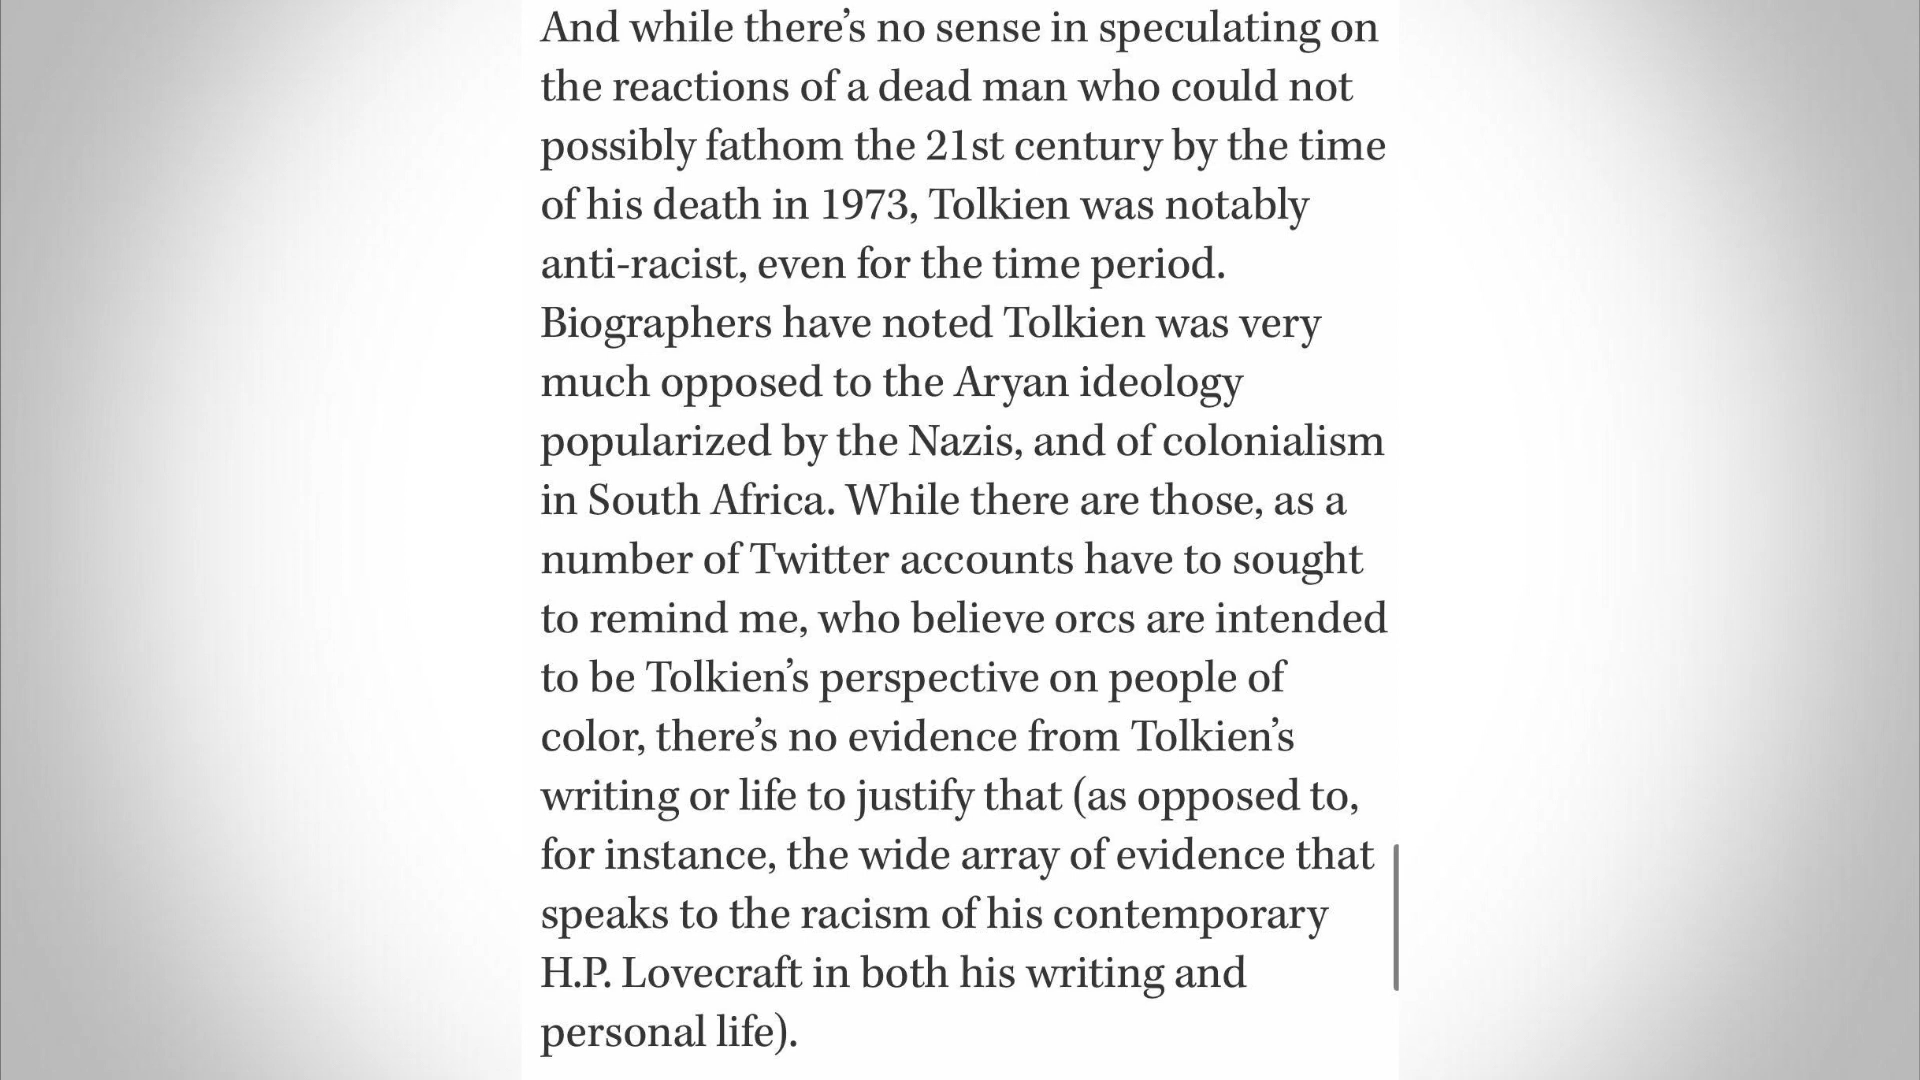 And while there’s no sense in speculating on
the reactions of a dead man who could not
possibly fathom the 21st century by the time
of his death in 1973, Tolkien was notably
anti-racist, even for the time period.
Biographers have noted Tolkien was very
much opposed to the Aryan ideology
popularized by the Nazis, and of colonialism
in South Africa. While there are those, as a
number of Twitter accounts have to sought
to remind me, who believe orcs are intended
to be Tolkien’s perspective on people of
color, there’s no evidence from Tolkien’s
writing or life to justify that (as opposed to,
for instance, the wide array of evidence that
speaks to the racism of his contemporary
H.P. Lovecraft in both his writing and
personal life).